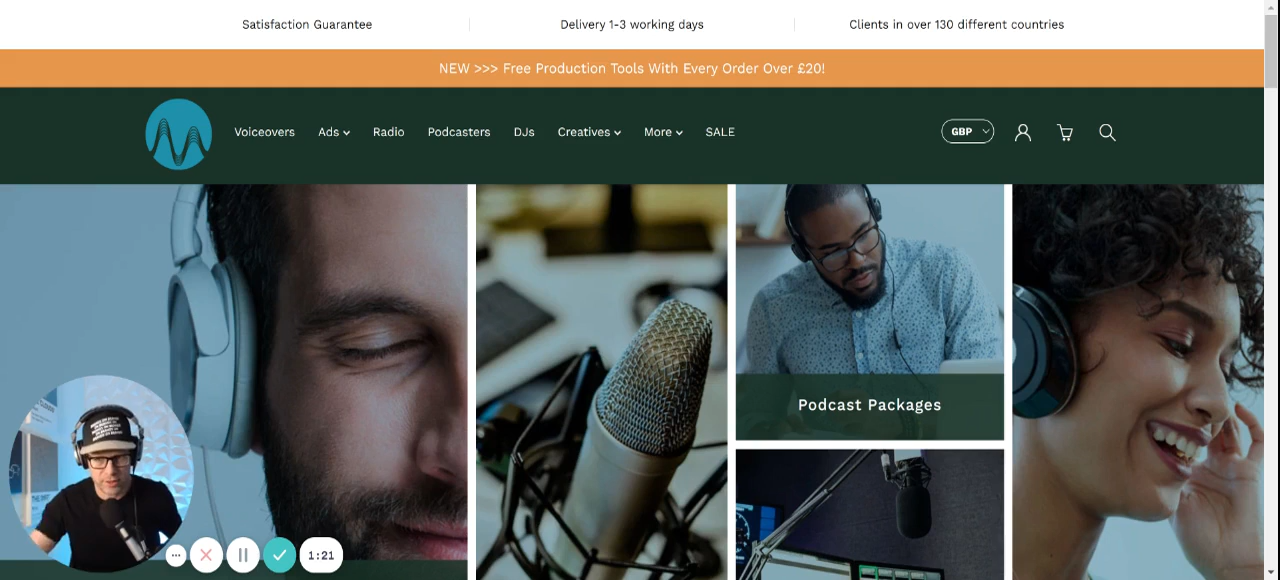 Satisfaction Guarantee
Delivery 1-3 working days
Clients in over 130 different countries
NEW >>> Free Production Tools With Every Order Over £20!
Voiceovers
Ads
Radio
Podcasters
DJs
Creatives
More
SALE
GBP
Podcast Packages
1:21